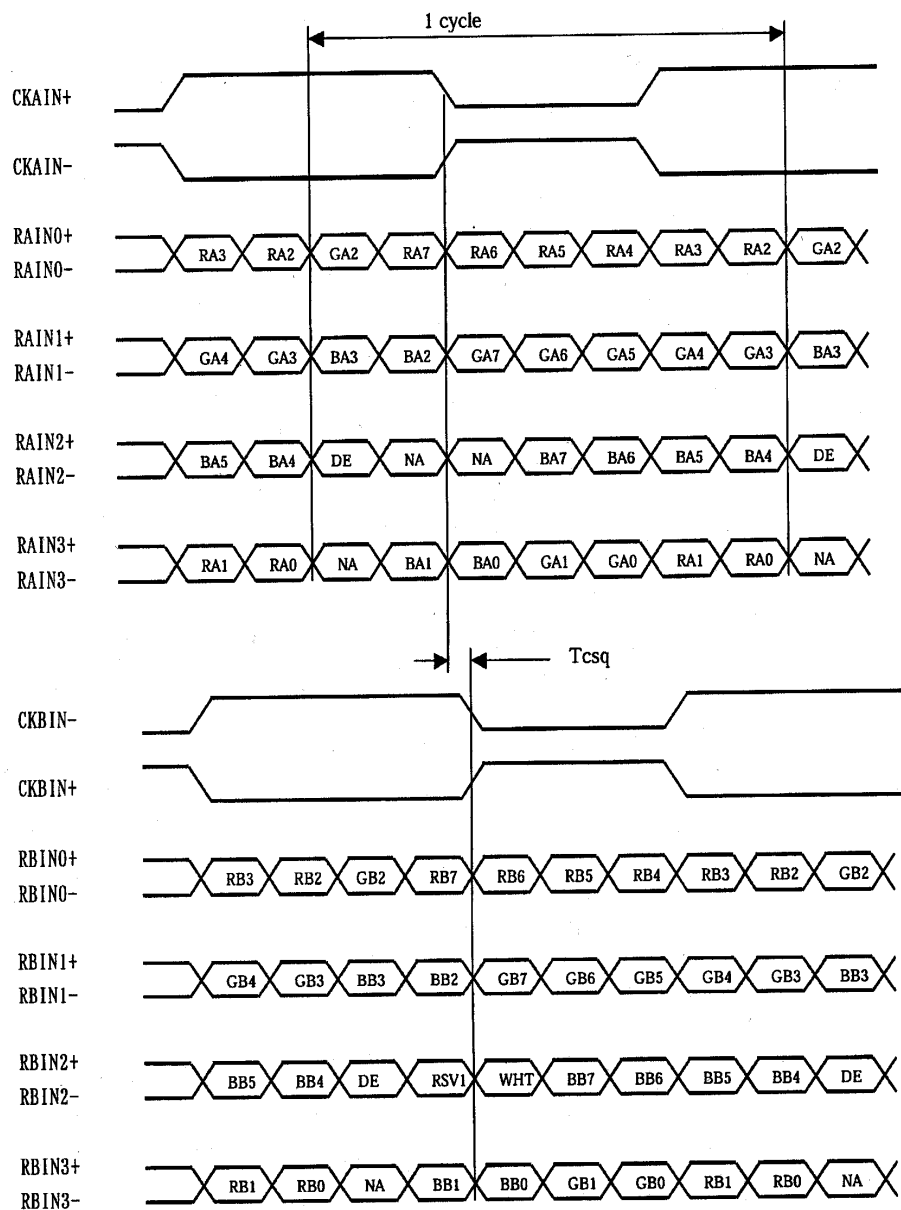 1 cycle
CKAIN+
CKAIN-
RAIN0+
RA3 RA2 GA2 RA7 RA6 RA5 RA4 RA3 RA2 GA2
RAIN0-
RAIN1+
GA4 GA3 BA3 BA2 GA7 GA6 GA5 GA4 GA3 BA3
RAIN1-
RAIN2+
BA5 BA4 DE NA NA BA7 BA6 BA5 BA4 DE
RAIN2-
RAIN3+
RA1 RA0 NA BA1 BA0 GA1 GA0 RA1 RA0 NA
RAIN3-
Tcsq
CKBIN-
CKBIN+
RBIN0+
RB3 RB2 GB2 RB7 RB6 RB5 RB4 RB3 RB2 GB2
RBIN0-
RBIN1+
GB4 GB3 BB3 BB2 GB7 GB6 GB5 GB4 GB3 BB3
RBIN1-
RBIN2+
BB5 BB4 DE RSV1 WHT BB7 BB6 BB5 BB4 DE
RBIN2-
RBIN3+
RB1 RB0 NA BB1 BB0 GB1 GB0 RB1 RB0 NA
RBIN3-